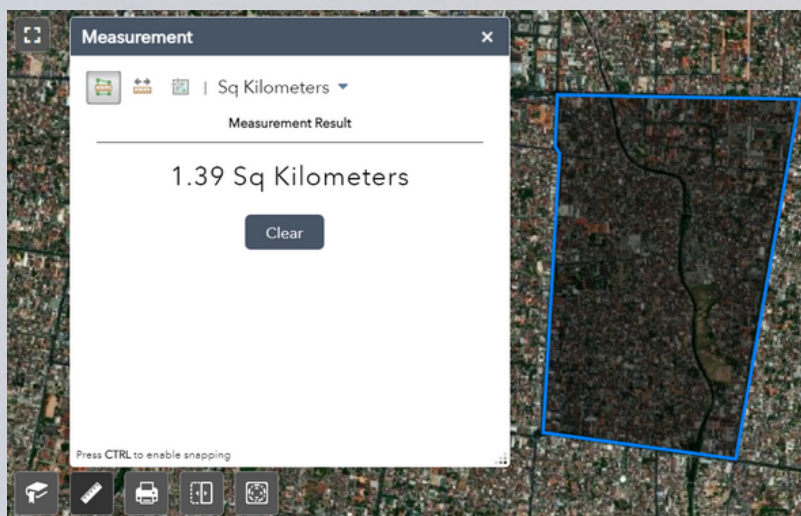 Measurement
| Sq Kilometers
Measurement Result
1.39 Sq Kilometers
Clear
Press CTRL to enable snapping